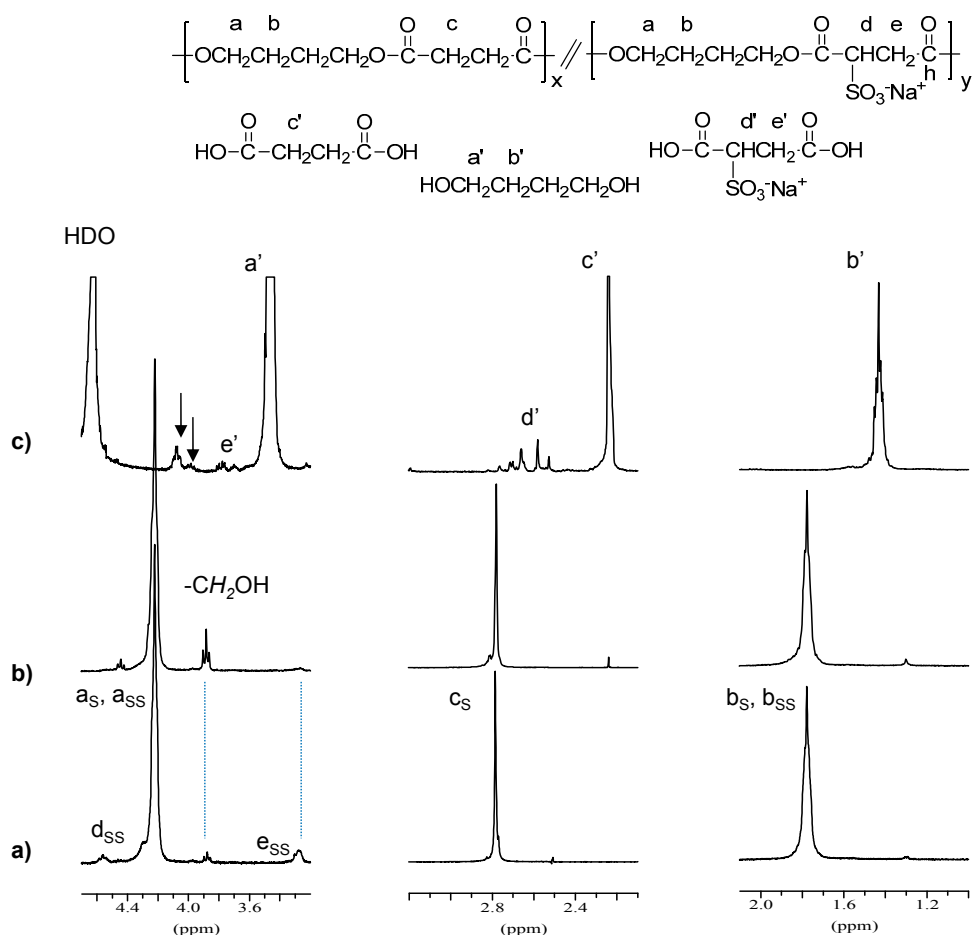 a b c a b d e
O O O O
OCH₂CH₂CH₂CH₂O–C–CH₂CH₂–C x // OCH₂CH₂CH₂CH₂O–C–CHCH₂–C y
h
SO₃⁻Na⁺
c' d' e'
O O a' b' O O
HO–C–CH₂CH₂–C–OH HO–C–CHCH₂–C–OH
HOCH₂CH₂CH₂CH₂OH SO₃⁻Na⁺
HDO
a’ c’ b’
c) e’ d’
-CH₂OH
b)
aS, aSS cS bS, bSS
dSS eSS
a)
4.4 4.0 3.6 2.8 2.4 2.0 1.6 1.2
(ppm) (ppm) (ppm)